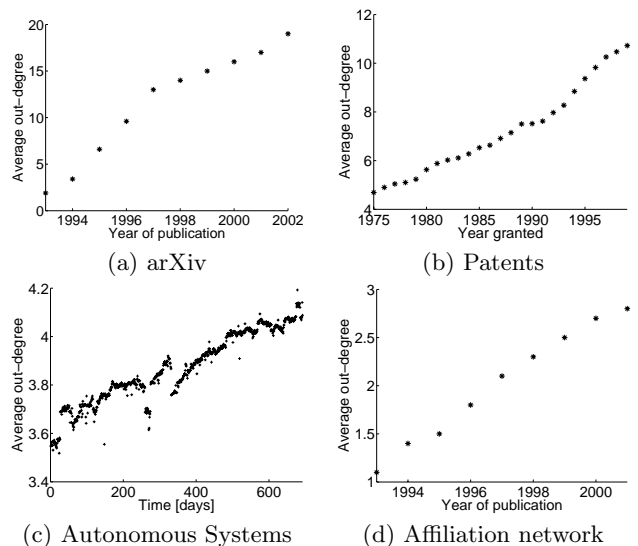 20
15
10
5
0
1994 1996 1998 2000 2002
Average out–degree
Year of publication
(a) arXiv
12
10
8
6
4
1975 1980 1985 1990 1995
Average out–degree
Year granted
(b) Patents
4.2
4.0
3.8
3.6
3.4
0 200 400 600
Average out–degree
Time [days]
(c) Autonomous Systems
3
2.5
2
1.5
1
1994 1996 1998 2000
Average out–degree
Year of publication
(d) Affiliation network